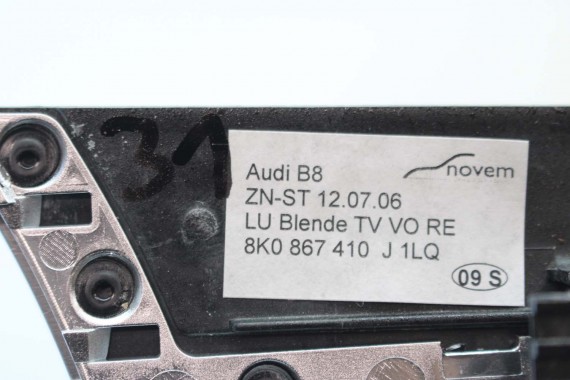 31
Audi B8
novem
ZN-ST 12.07.06
LU Blende TV VO RE
8K0 867 410 J 1LQ
09 S